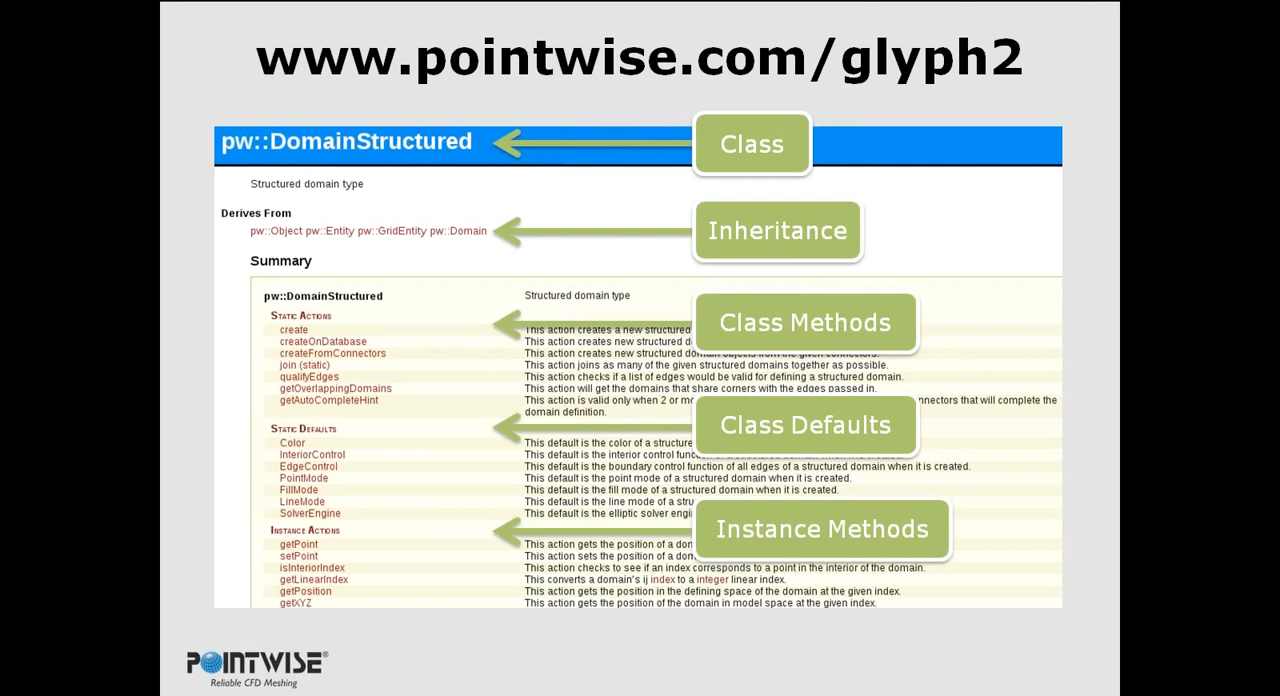 www.pointwise.com/glyph2
pw::DomainStructured
Class
Structured domain type
Derives From
pw::Object pw::Entity pw::GridEntity pw::Domain
Inheritance
Summary
pw::DomainStructured Structured domain type
Static Actions
Class Methods
create This action creates a new structured
createOnDatabase This action creates new structured
createFromConnectors This action creates new structured domain objects from the given connectors.
join (static) This action joins as many of the given structured domains together as possible.
qualifyEdges This action checks if a list of edges would be valid for defining a structured domain.
getOverlappingDomains This action will get the domains that share corners with the edges passed in.
getAutoCompleteHint This action is valid only when 2 or connectors that will complete the
domain definition.
Static Defaults
Class Defaults
Color This default is the color of a
InteriorControl This default is the interior control
EdgeControl This default is the boundary control function of all edges of a structured domain when it is created.
PointMode This default is the point mode of a structured domain when it is created.
FillMode This default is the fill mode of a structured domain when it is created.
LineMode This default is the line mode of a
SolverEngine This default is the elliptic solver
Instance Actions
Instance Methods
getPoint This action gets the position of a
setPoint This action sets the position of a
isInteriorIndex This action checks to see if an index corresponds to a point in the interior of the domain.
getLinearIndex This converts a domain's ij index to a integer linear index.
getPosition This action gets the position in the defining space of the domain at the given index.
getXYZ This action gets the position of the domain in model space at the given index.
POINTWISE®
Reliable CFD Meshing